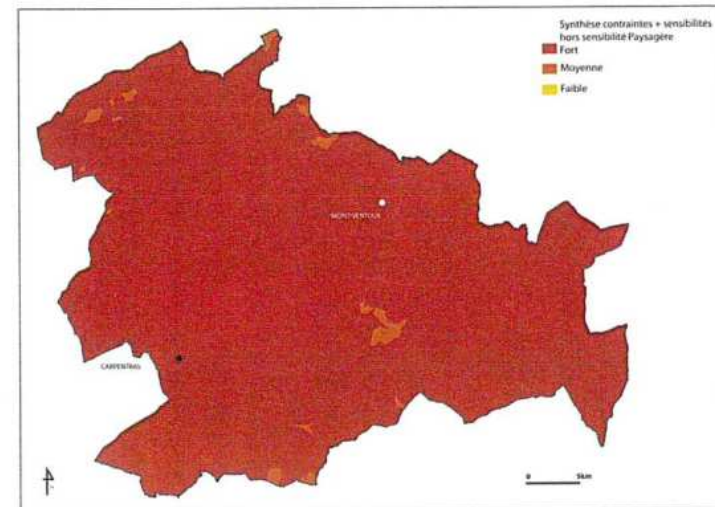 Synthèse contraintes + sensibilités
hors sensibilité Paysagère
Fort
Moyenne
Faible
MONT-VENTOUX
CARPENTRAS
0 5km